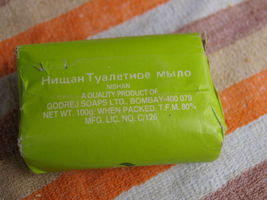 Нищан Туалетное мыло
NISHAN
A QUALITY PRODUCT OF
GODREJ SOAPS LTD., BOMBAY-400 079
NET WT. 100g. WHEN PACKED. T.F.M. 80%
MFG. LIC. NO. C/126